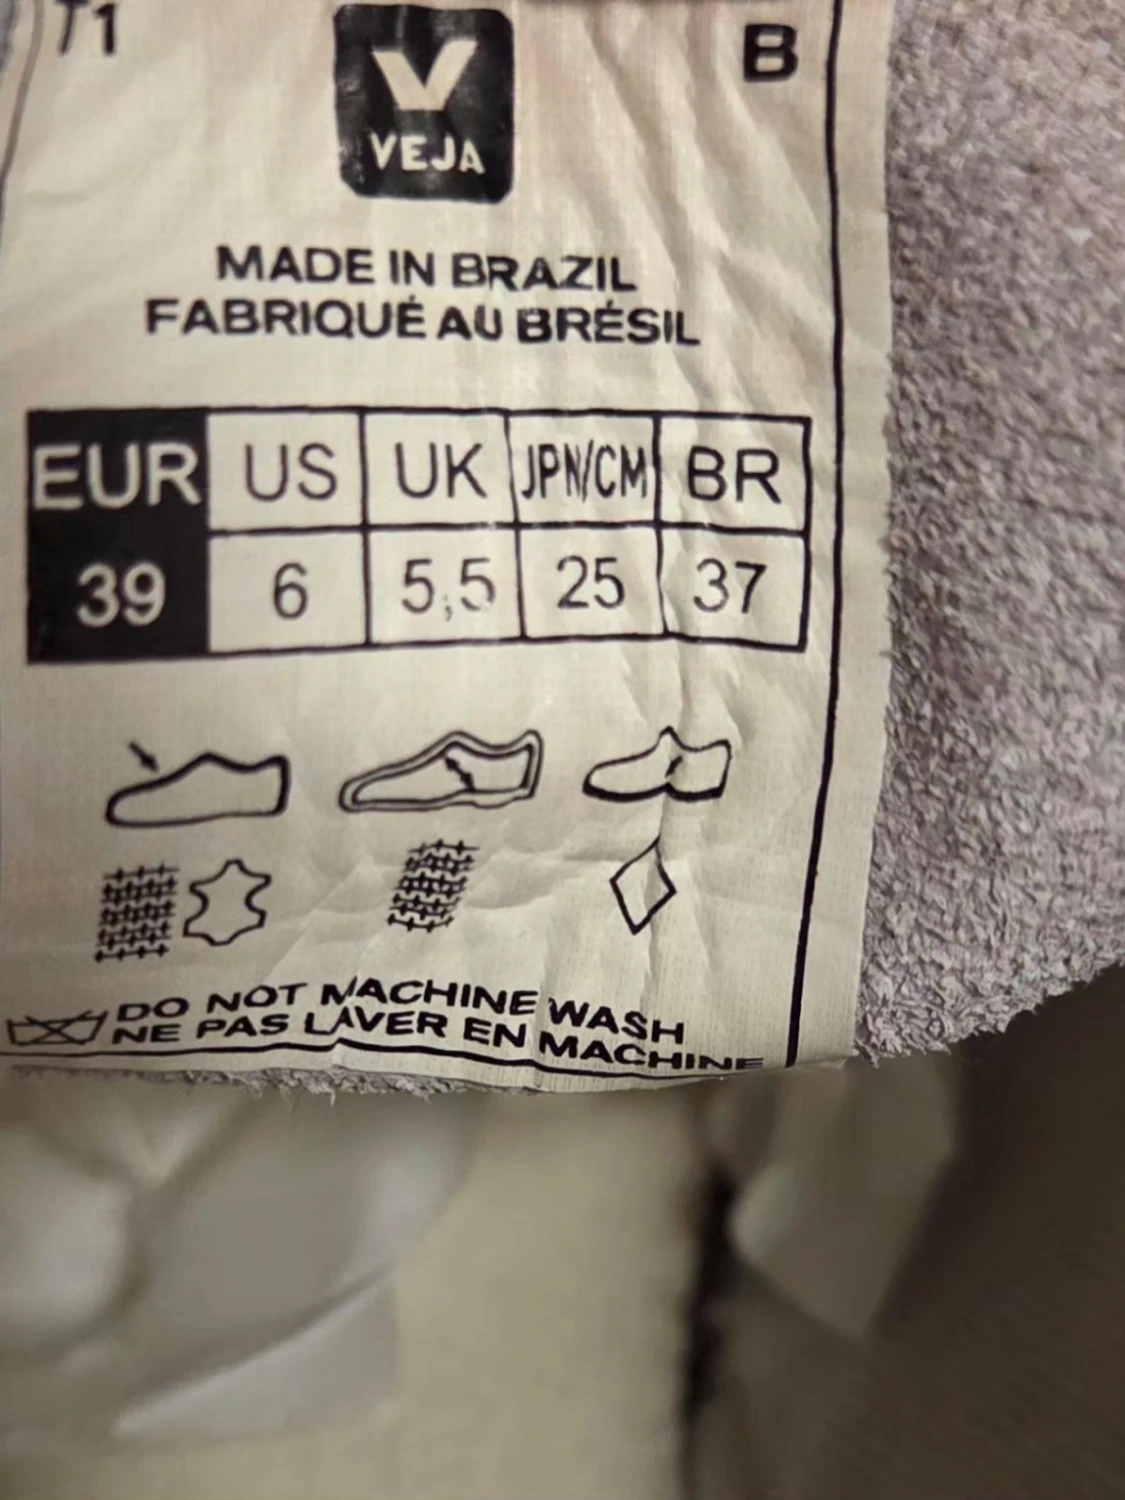 T1
B
VEJA
MADE IN BRAZIL
FABRIQUÉ AU BRÉSIL
EUR US UK JPN/CM BR
39 6 5,5 25 37
DO NOT MACHINE WASH
NE PAS LAVER EN MACHINE